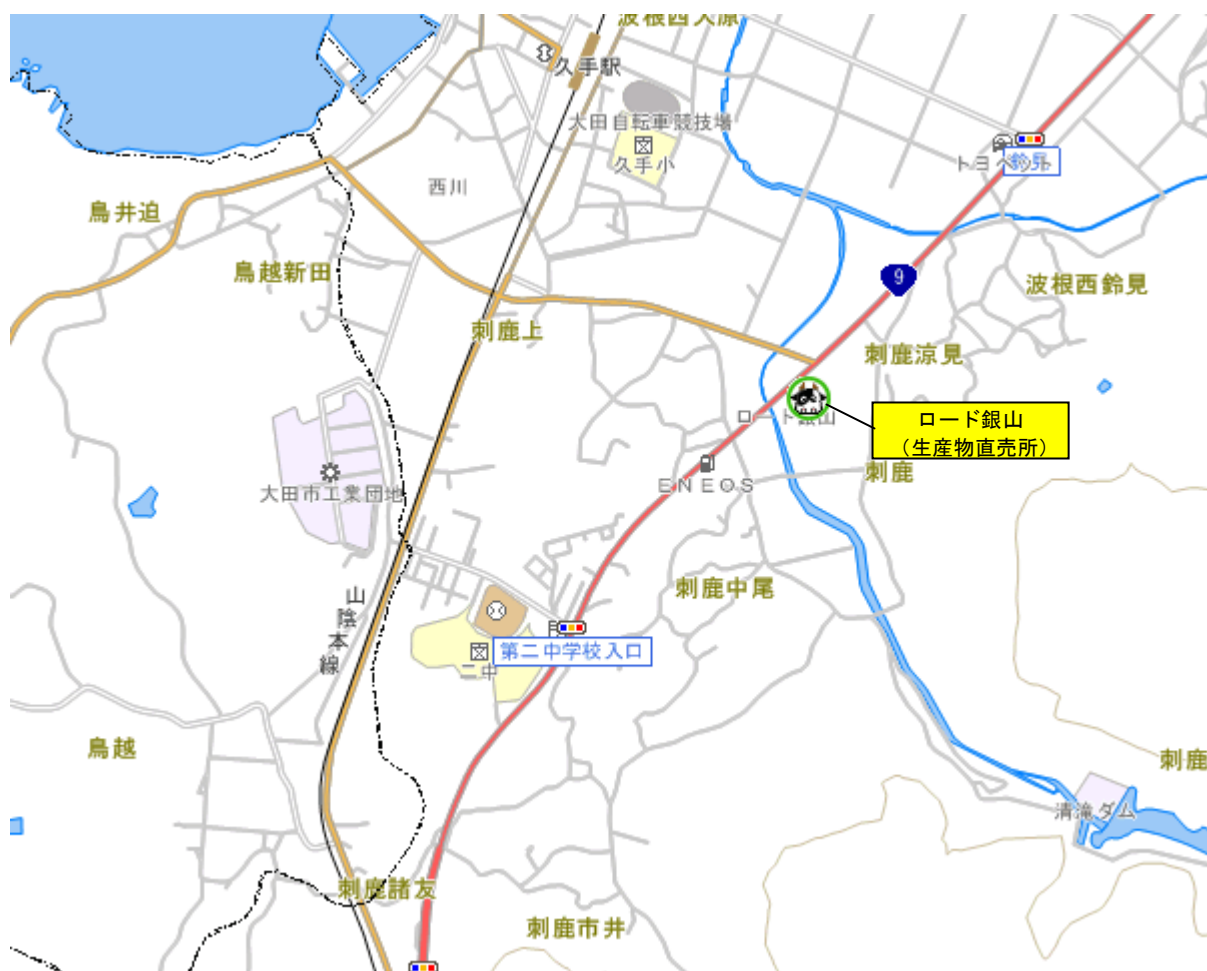 波根西大原
久手駅
大田自転車競技場
久手小
トヨペット
鈴見
西川
鳥井迫
鳥越新田
9
波根西鈴見
刺鹿上
刺鹿涼見
ロード銀山
ロード銀山
（生産物直売所）
ENEOS
刺鹿
大田市工業団地
刺鹿中尾
山陰本線
第二中学校入口
二中
鳥越
刺鹿
清滝ダム
刺鹿諸友
刺鹿市井